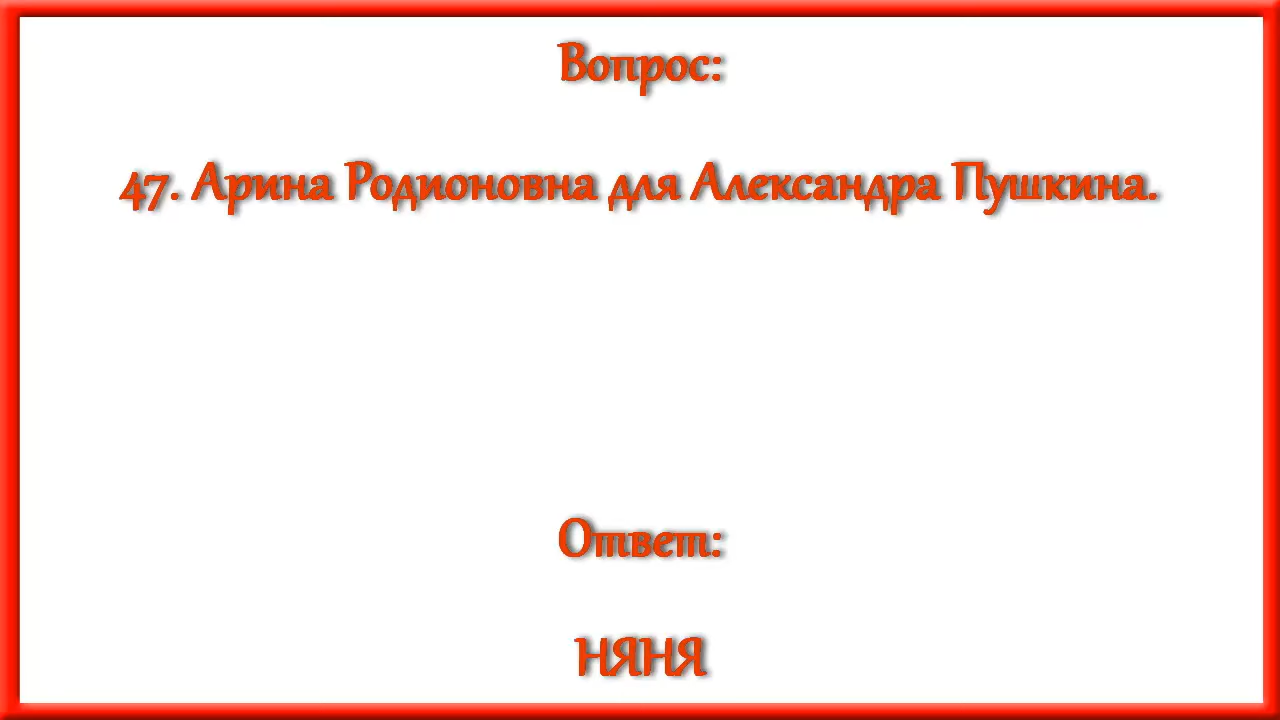 Вопрос:
47. Арина Родионовна для Александра Пушкина.
Ответ:
НЯНЯ